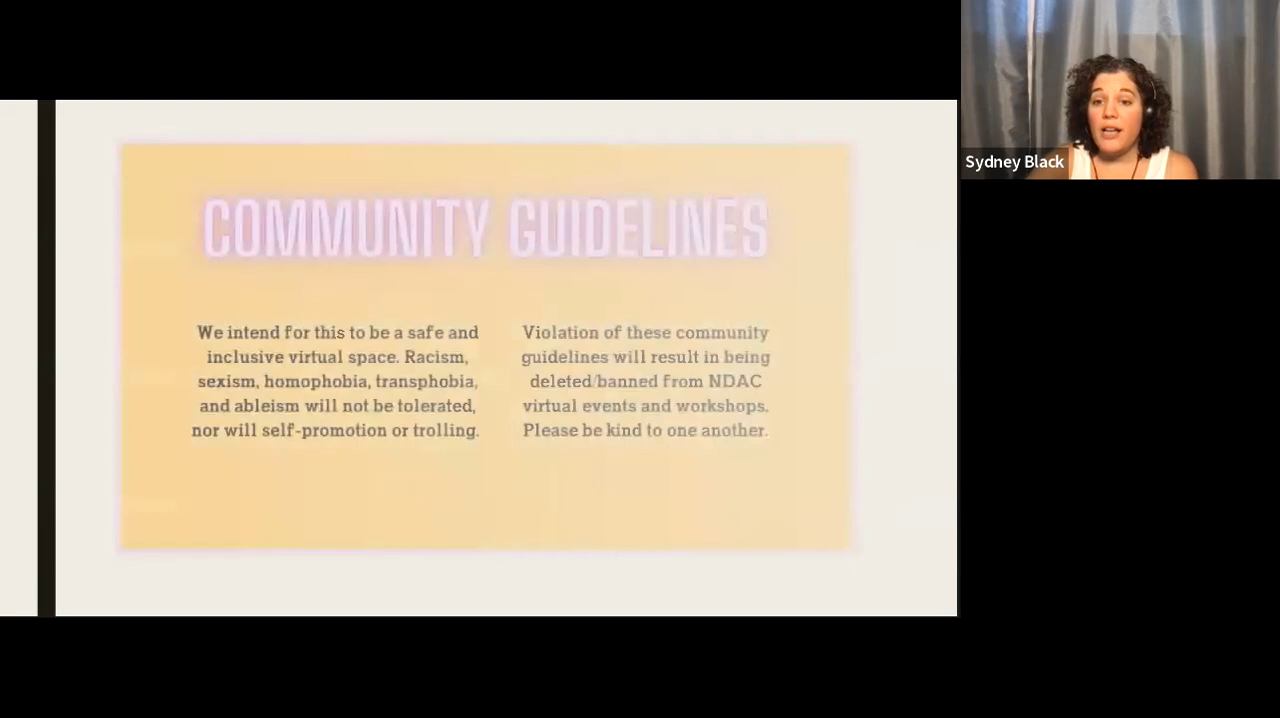 COMMUNITY GUIDELINES
We intend for this to be a safe and
inclusive virtual space. Racism,
sexism, homophobia, transphobia,
and ableism will not be tolerated,
nor will self-promotion or trolling.
Violation of these community
guidelines will result in being
deleted/banned from NDAC
virtual events and workshops.
Please be kind to one another.
Sydney Black